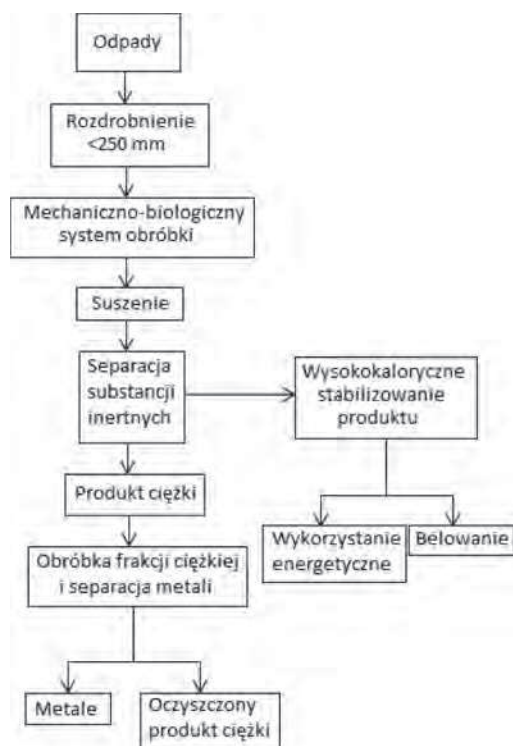 Odpady
Rozdrobnienie
<250 mm
Mechaniczno-biologiczny
system obróbki
Suszenie
Separacja
substancji
inertnych
Wysokokaloryczne
stabilizowanie
produktu
Produkt ciężki
Wykorzystanie
energetyczne
Belowanie
Obróbka frakcji ciężkiej
i separacja metali
Metale
Oczyszczony
produkt ciężki